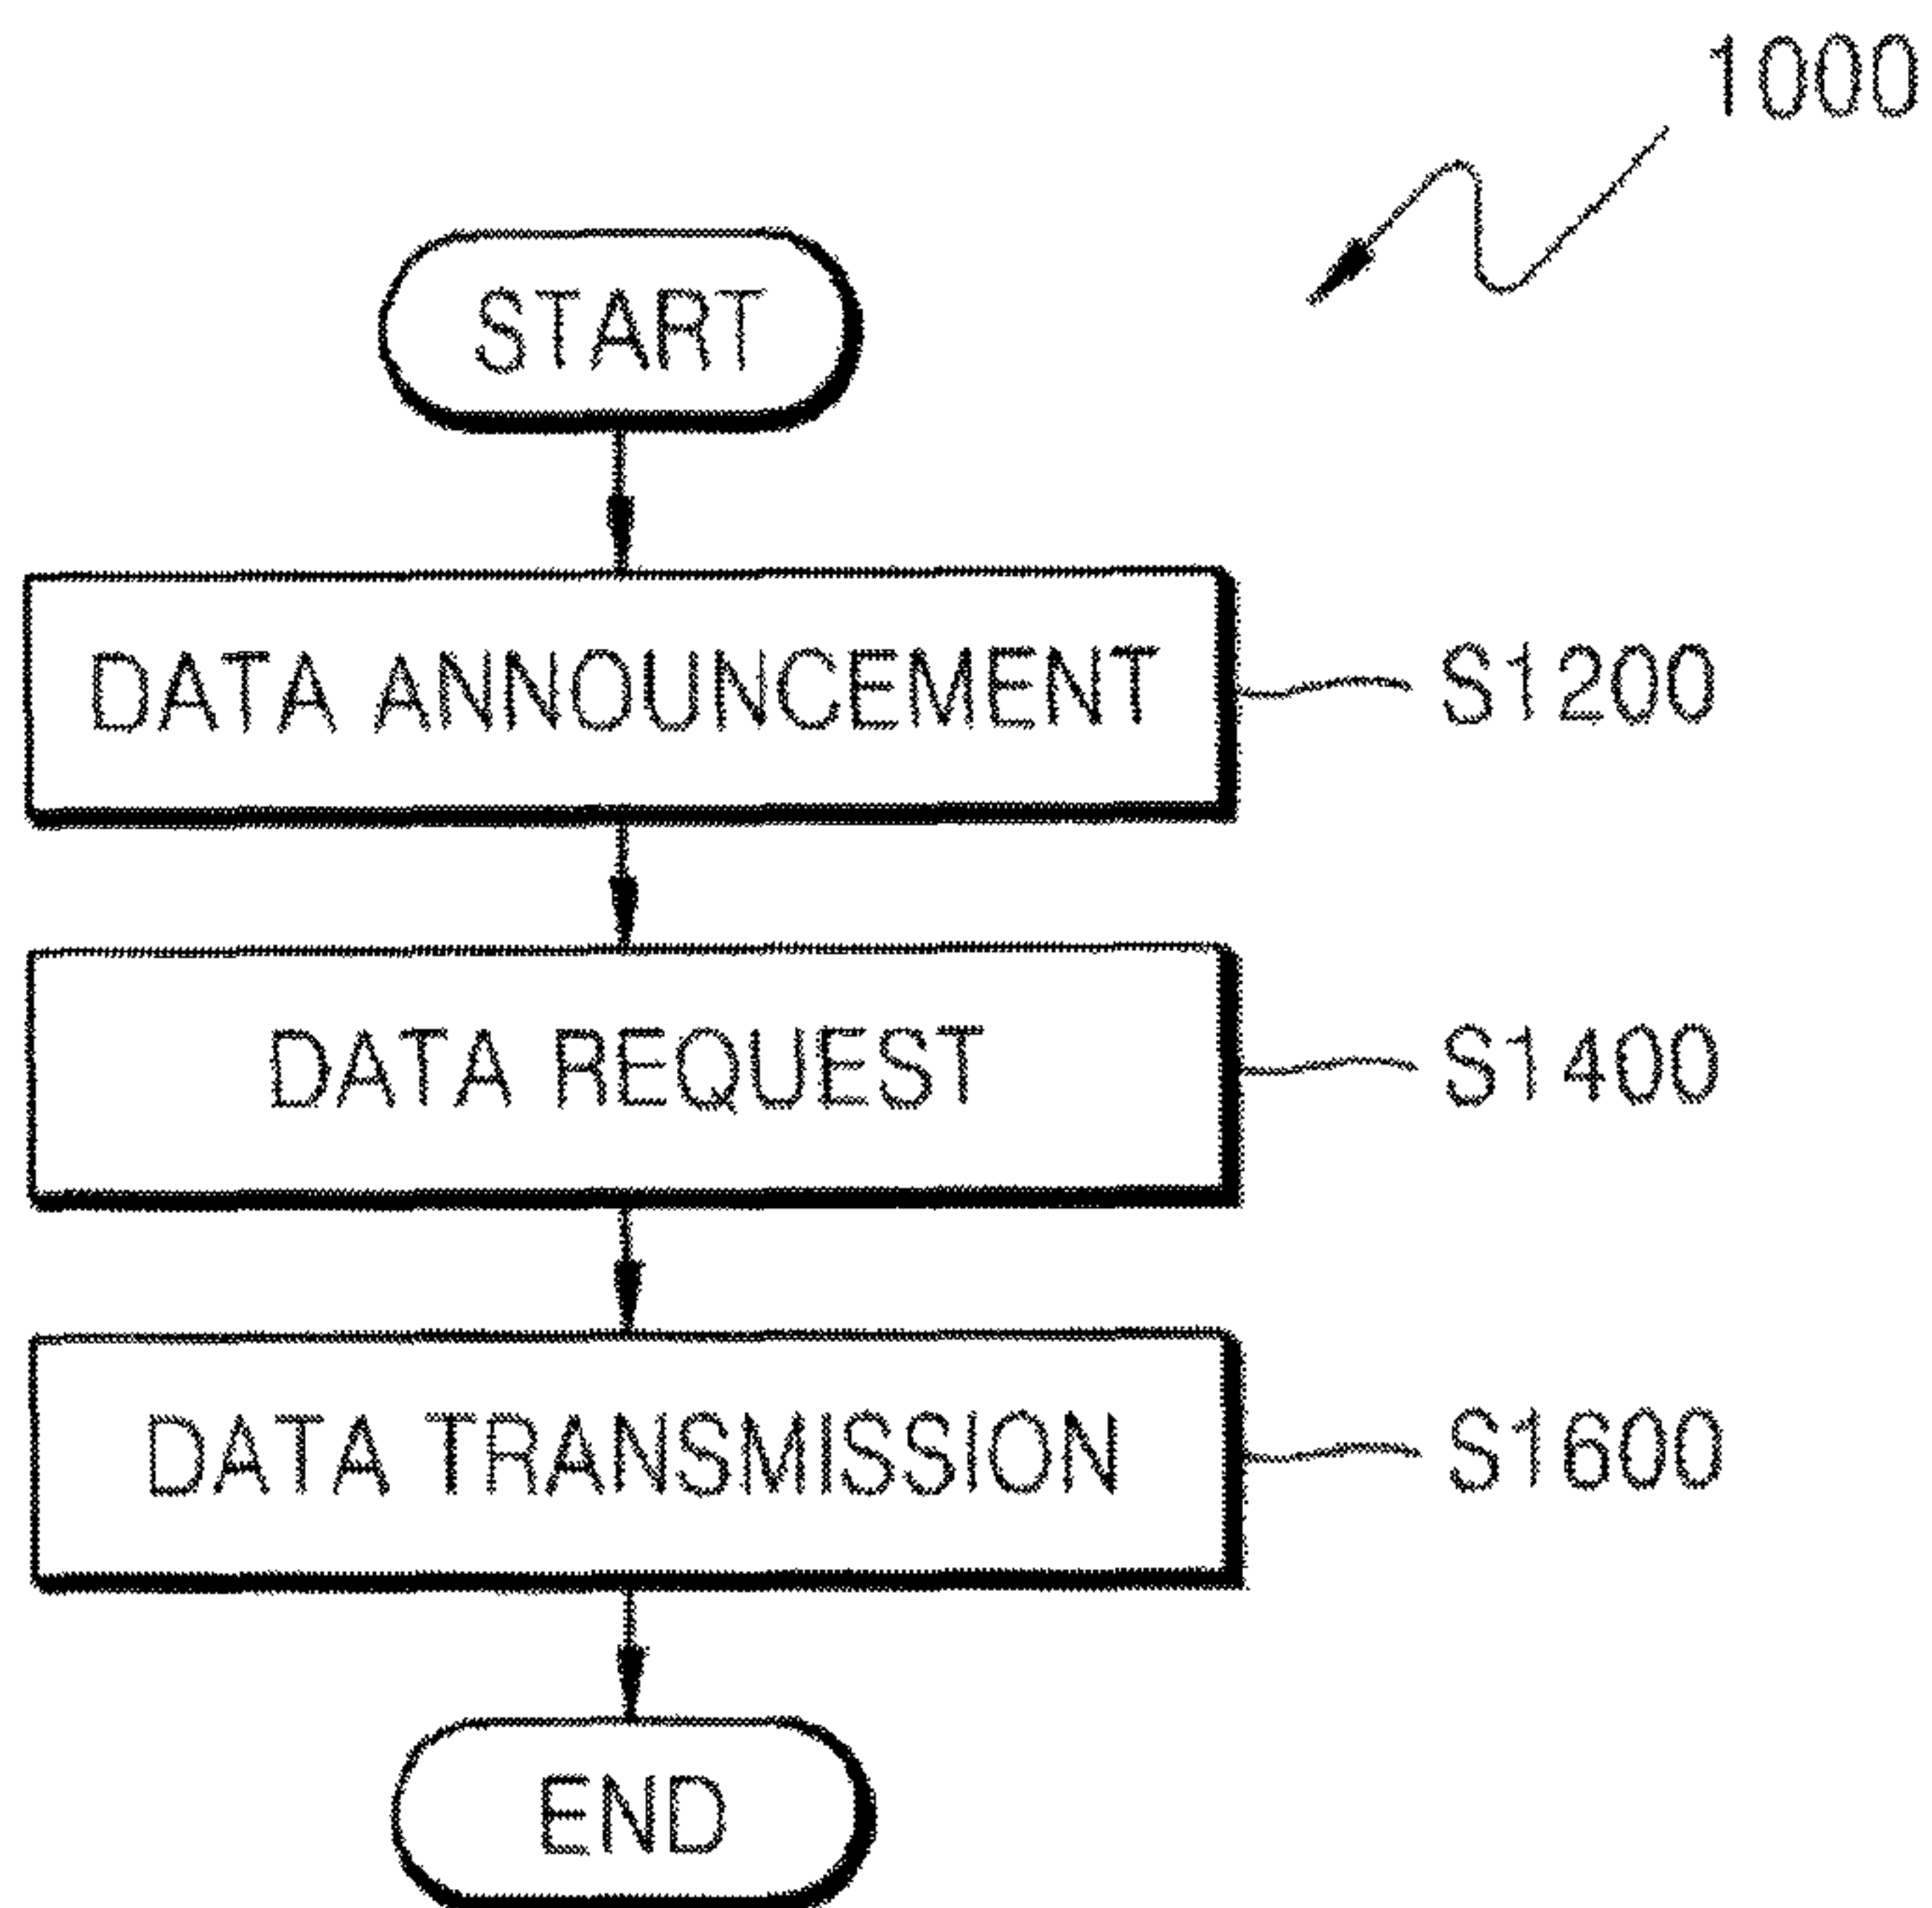 1000
START
DATA ANNOUNCEMENT S1200
DATA REQUEST S1400
DATA TRANSMISSION S1600
END